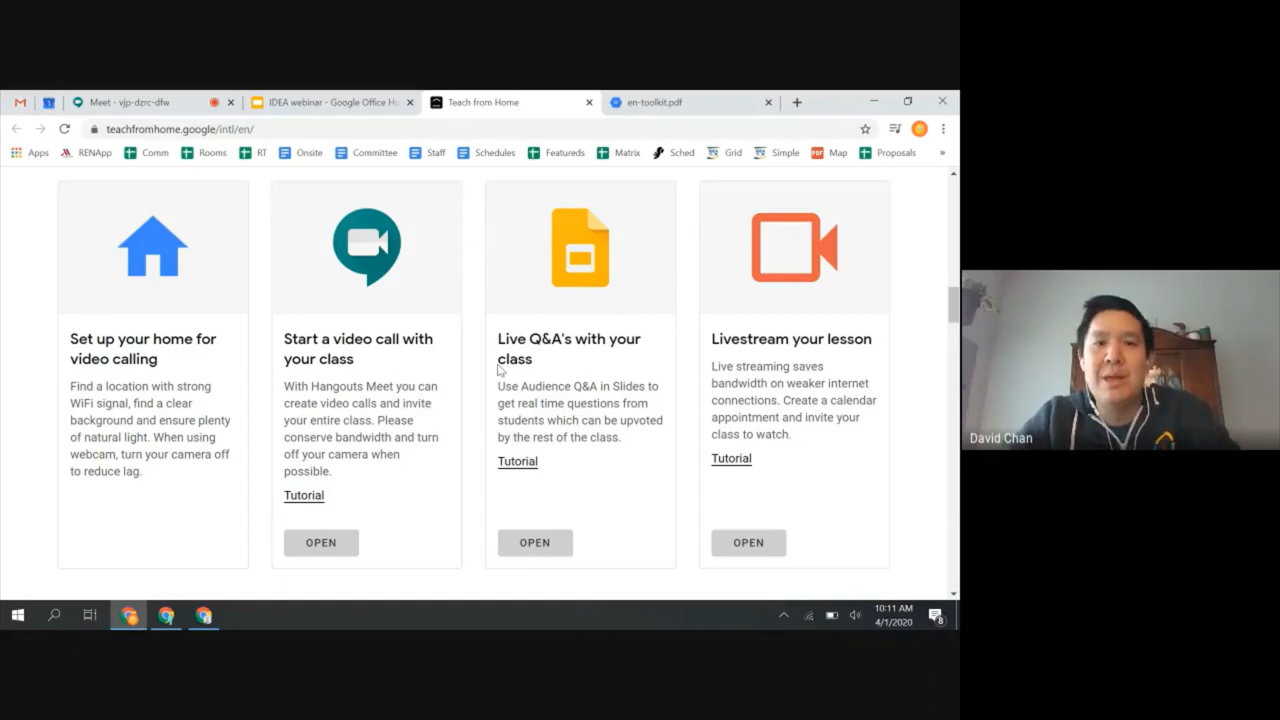 Meet - vjp-dzrc-dfw
IDEA webinar - Google Office Ho
Teach from Home
en-toolkit.pdf
teachfromhome.google/intl/en/
Apps
RENApp
Comm
Rooms
RT
Onsite
Committee
Staff
Schedules
Featureds
Matrix
Sched
Grid
Simple
PDF
Map
Proposals
»
Set up your home for
video calling
Find a location with strong
WiFi signal, find a clear
background and ensure plenty
of natural light. When using
webcam, turn your camera off
to reduce lag.
Start a video call with
your class
With Hangouts Meet you can
create video calls and invite
your entire class. Please
conserve bandwidth and turn
off your camera when
possible.
Tutorial
OPEN
Live Q&A's with your
class
Use Audience Q&A in Slides to
get real time questions from
students which can be upvoted
by the rest of the class.
Tutorial
OPEN
Livestream your lesson
Live streaming saves
bandwidth on weaker internet
connections. Create a calendar
appointment and invite your
class to watch.
Tutorial
OPEN
David Chan
10:11 AM
4/1/2020
8